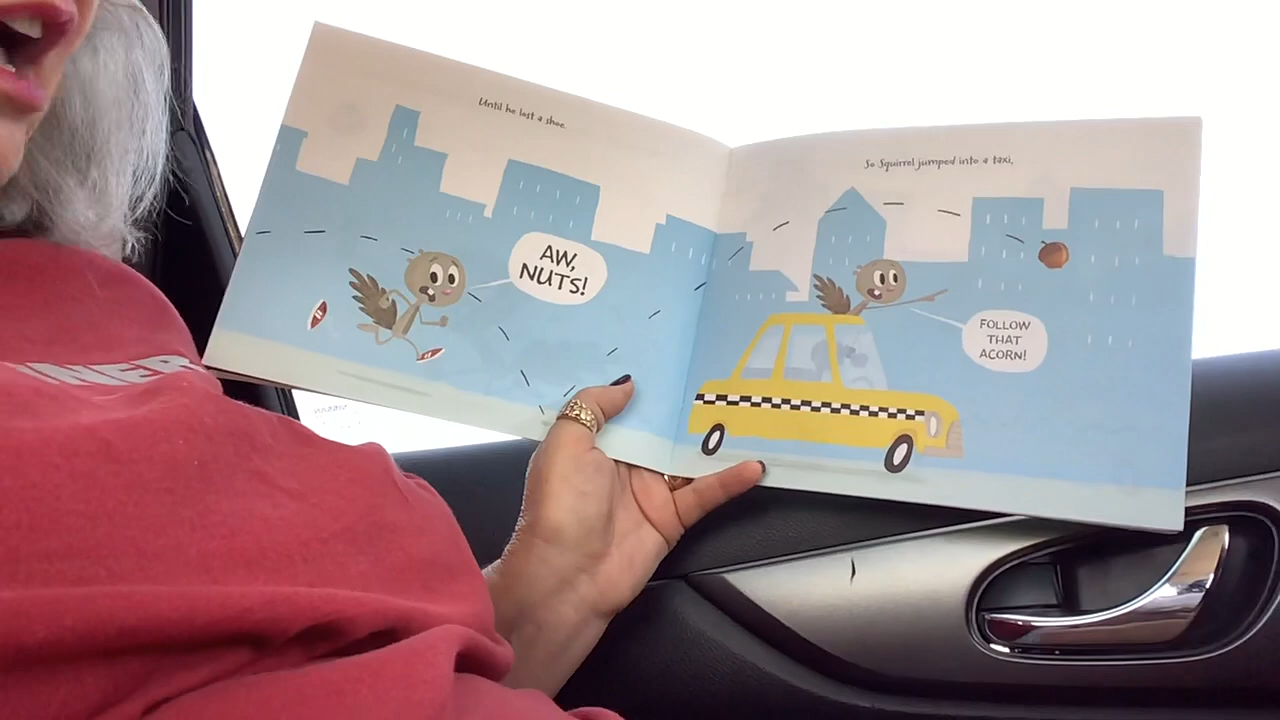 Until he lost a shoe.
AW,
NUTS!
So Squirrel jumped into a taxi,
FOLLOW
THAT
ACORN!